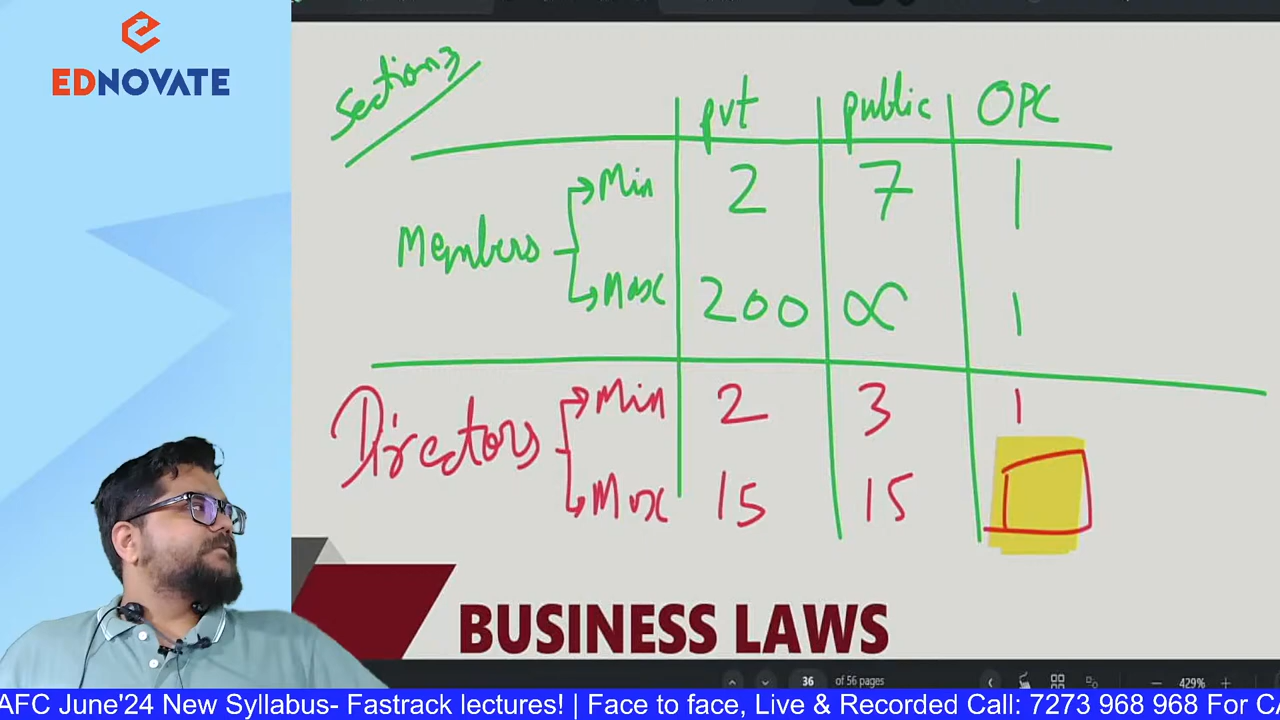 EDNOVATE
Section 3
pvt public OPC
Members Min 2 7 1
Max 200 ∝ 1
Directors Min 2 3 1
Max 15 15
BUSINESS LAWS
36 of 56 pages 429%
AFC June'24 New Syllabus- Fastrack lectures! | Face to face, Live & Recorded Call: 7273 968 968 For CA